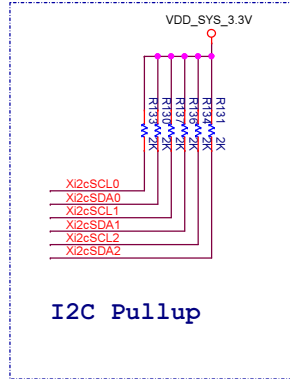 VDD_SYS_3.3V
R133 2K
R130 2K
R137 2K
R136 2K
R134 2K
R131 2K
Xi2cSCL0
Xi2cSDA0
Xi2cSCL1
Xi2cSDA1
Xi2cSCL2
Xi2cSDA2
I2C Pullup